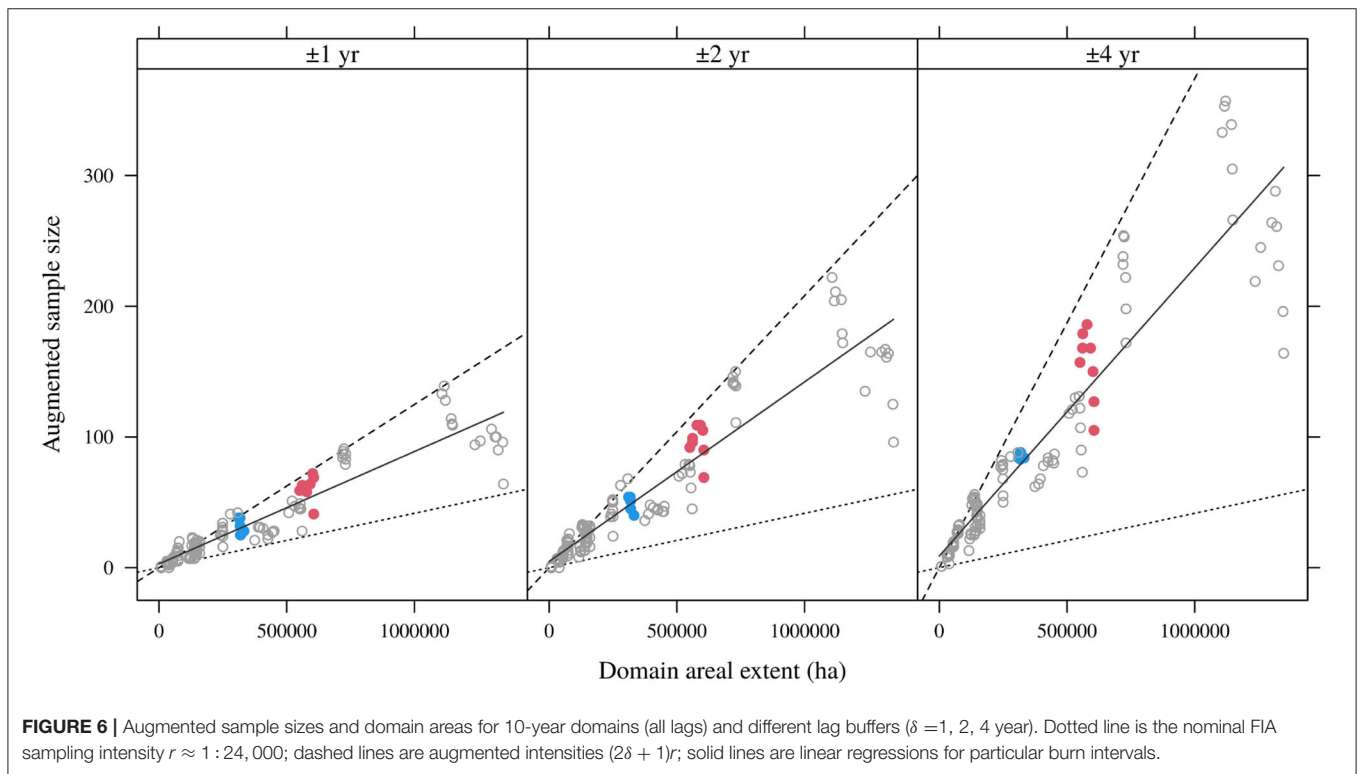 ±1 yr ±2 yr ±4 yr
300
200
100
0
Augmented sample size
0 500000 1000000 0 500000 1000000 0 500000 1000000
Domain areal extent (ha)
FIGURE 6 | Augmented sample sizes and domain areas for 10-year domains (all lags) and different lag buffers (δ =1, 2, 4 year). Dotted line is the nominal FIA
sampling intensity r ≈ 1 : 24, 000; dashed lines are augmented intensities (2δ + 1)r; solid lines are linear regressions for particular burn intervals.